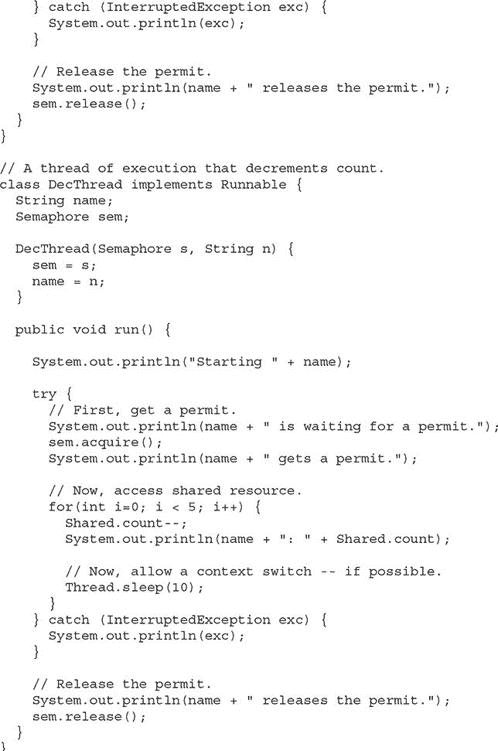 } catch (InterruptedException exc) {
      System.out.println(exc);
    }

    // Release the permit.
    System.out.println(name + " releases the permit.");
    sem.release();
  }
}

// A thread of execution that decrements count.
class DecThread implements Runnable {
  String name;
  Semaphore sem;

  DecThread(Semaphore s, String n) {
    sem = s;
    name = n;
  }

  public void run() {

    System.out.println("Starting " + name);

    try {
      // First, get a permit.
      System.out.println(name + " is waiting for a permit.");
      sem.acquire();
      System.out.println(name + " gets a permit.");

      // Now, access shared resource.
      for(int i=0; i < 5; i++) {
        Shared.count--;
        System.out.println(name + ": " + Shared.count);

        // Now, allow a context switch -- if possible.
        Thread.sleep(10);
      }
    } catch (InterruptedException exc) {
      System.out.println(exc);
    }

    // Release the permit.
    System.out.println(name + " releases the permit.");
    sem.release();
  }
}